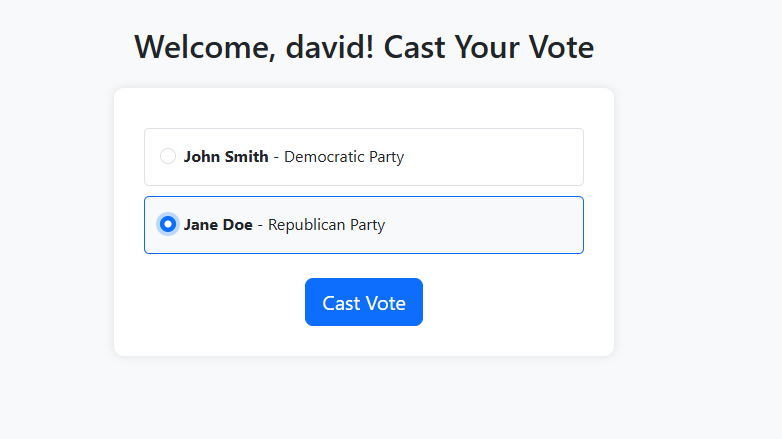 Welcome, david! Cast Your Vote
John Smith - Democratic Party
Jane Doe - Republican Party
Cast Vote